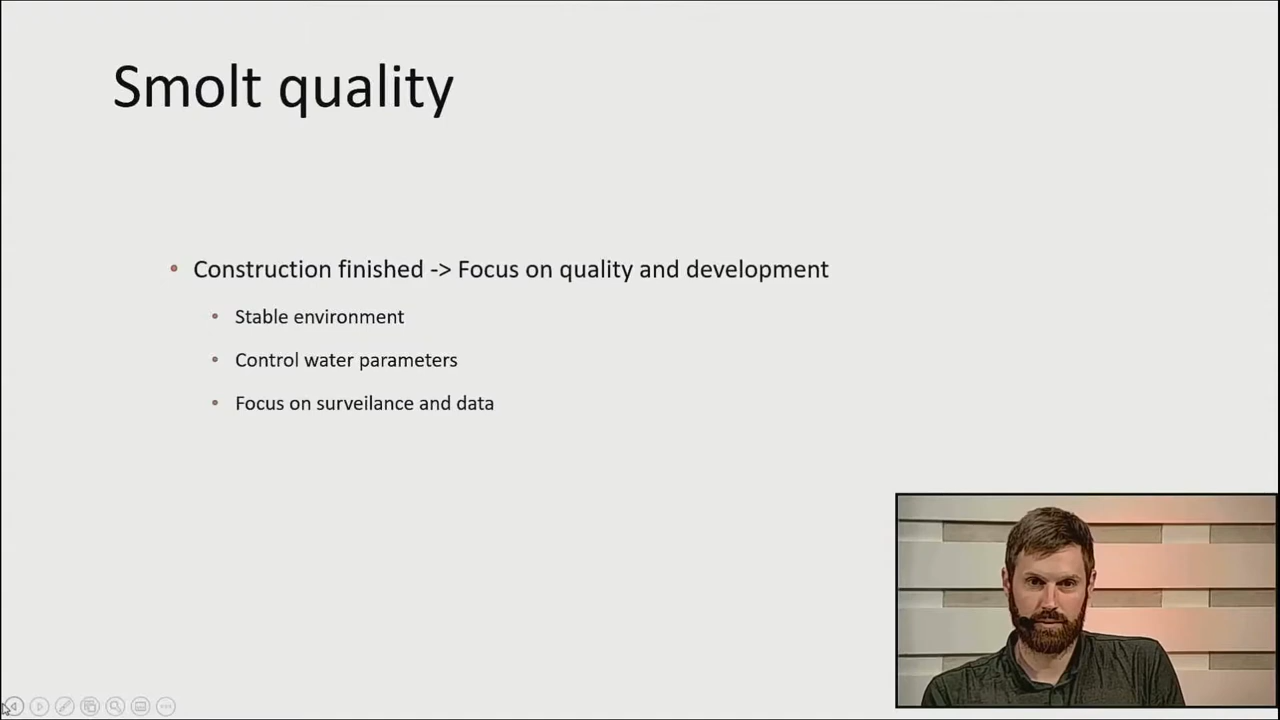 Smolt quality
• Construction finished -> Focus on quality and development
• Stable environment
• Control water parameters
• Focus on surveilance and data